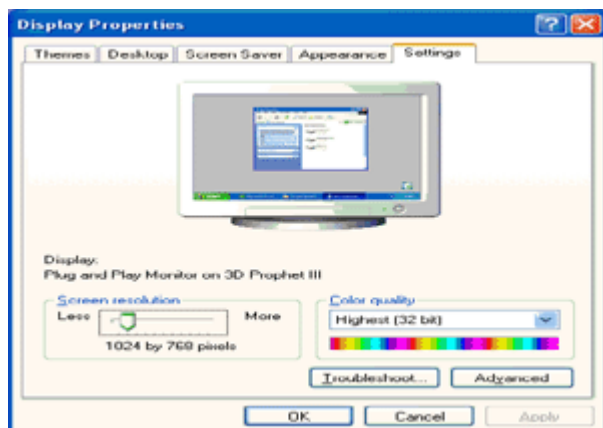 Display Properties
Themes Desktop Screen Saver Appearance Settings
Display:
Plug and Play Monitor on 3D Prophet III
Screen resolution
Less More
1024 by 768 pixels
Color quality
Highest (32 bit)
Troubleshoot... Advanced
OK Cancel Apply